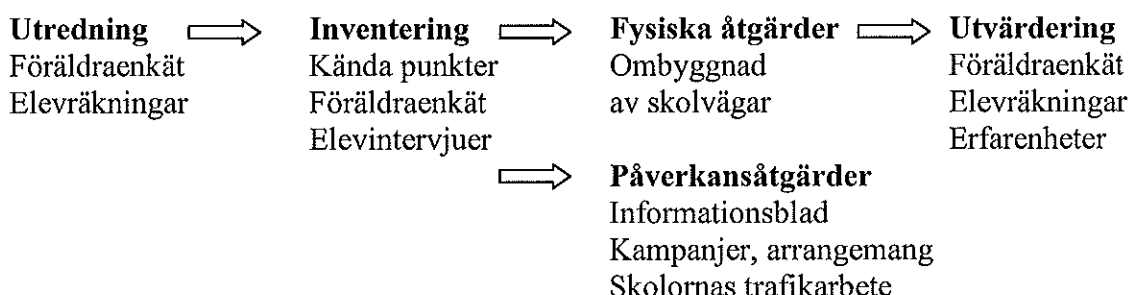 Utredning
Föräldraenkät
Elevräkningar
Inventering
Kända punkter
Föräldraenkät
Elevintervjuer
Fysiska åtgärder
Ombyggnad
av skolvägar
Utvärdering
Föräldraenkät
Elevräkningar
Erfarenheter
Påverkansåtgärder
Informationsblad
Kampanjer, arrangemang
Skolornas trafikarbete